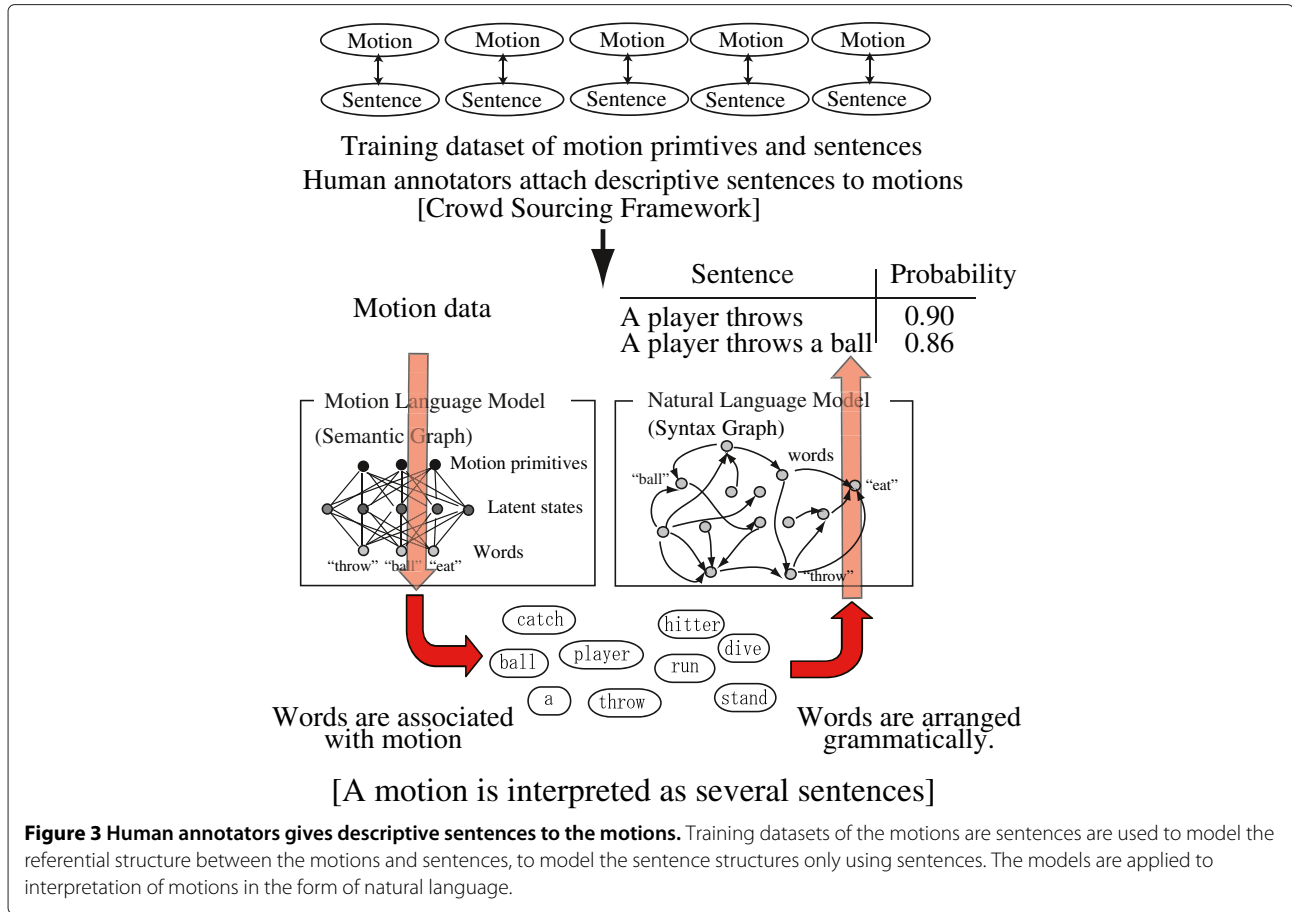 Motion Motion Motion Motion Motion
Sentence Sentence Sentence Sentence Sentence
Training dataset of motion primtives and sentences
Human annotators attach descriptive sentences to motions
[Crowd Sourcing Framework]
Sentence Probability
Motion data
A player throws 0.90
A player throws a ball 0.86
Motion Language Model
(Semantic Graph)
Motion primitives
Latent states
Words
“throw” “ball” “eat”
Natural Language Model
(Syntax Graph)
words
“ball”
“eat”
“throw”
catch hitter
ball player run dive
a throw stand
Words are associated
with motion
Words are arranged
grammatically.
[A motion is interpreted as several sentences]
Figure 3 Human annotators gives descriptive sentences to the motions. Training datasets of the motions are sentences are used to model the
referential structure between the motions and sentences, to model the sentence structures only using sentences. The models are applied to
interpretation of motions in the form of natural language.